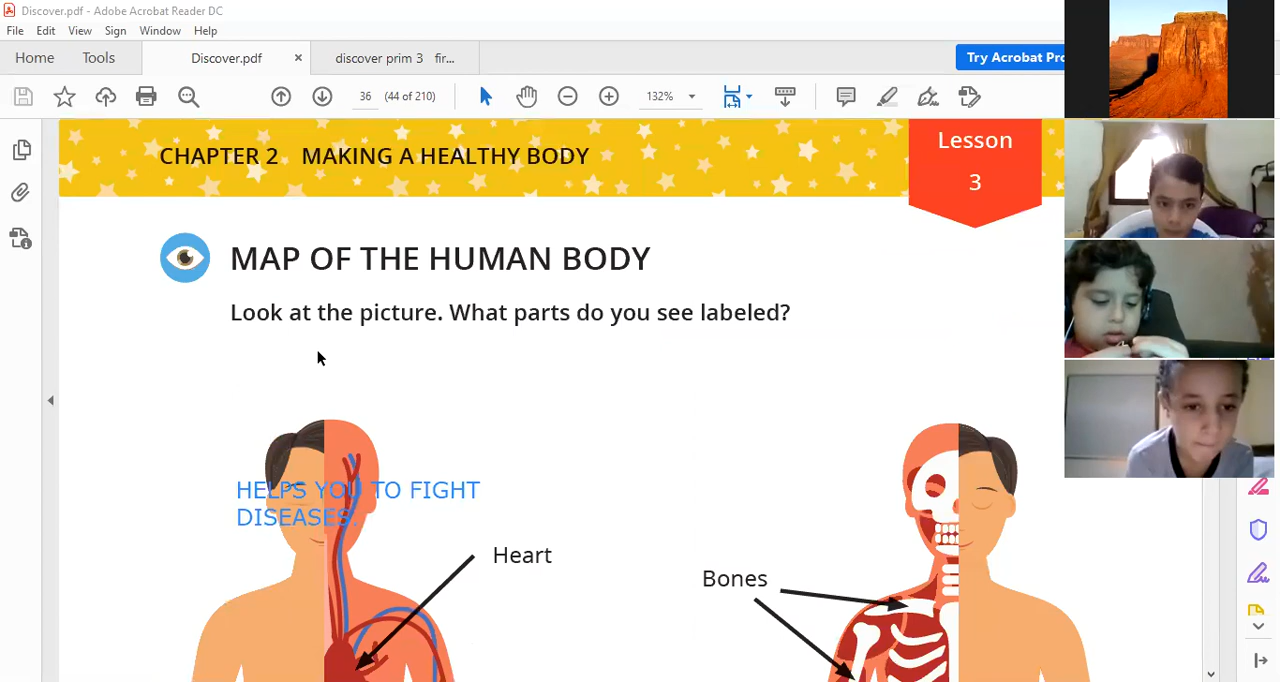 Discover.pdf - Adobe Acrobat Reader DC
File Edit View Sign Window Help
Home Tools Discover.pdf × discover prim 3 fir... Try Acrobat Pro
36 (44 of 210) 132%
CHAPTER 2 MAKING A HEALTHY BODY
Lesson
3
MAP OF THE HUMAN BODY
Look at the picture. What parts do you see labeled?
HELPS YOU TO FIGHT
DISEASES.
Heart
Bones